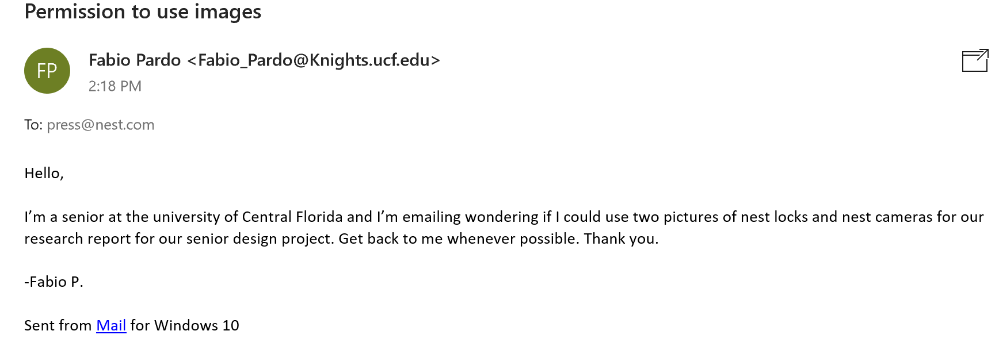 Permission to use images
FP
Fabio Pardo <Fabio_Pardo@Knights.ucf.edu>
2:18 PM
To: press@nest.com
Hello,
I’m a senior at the university of Central Florida and I’m emailing wondering if I could use two pictures of nest locks and nest cameras for our
research report for our senior design project. Get back to me whenever possible. Thank you.
-Fabio P.
Sent from Mail for Windows 10